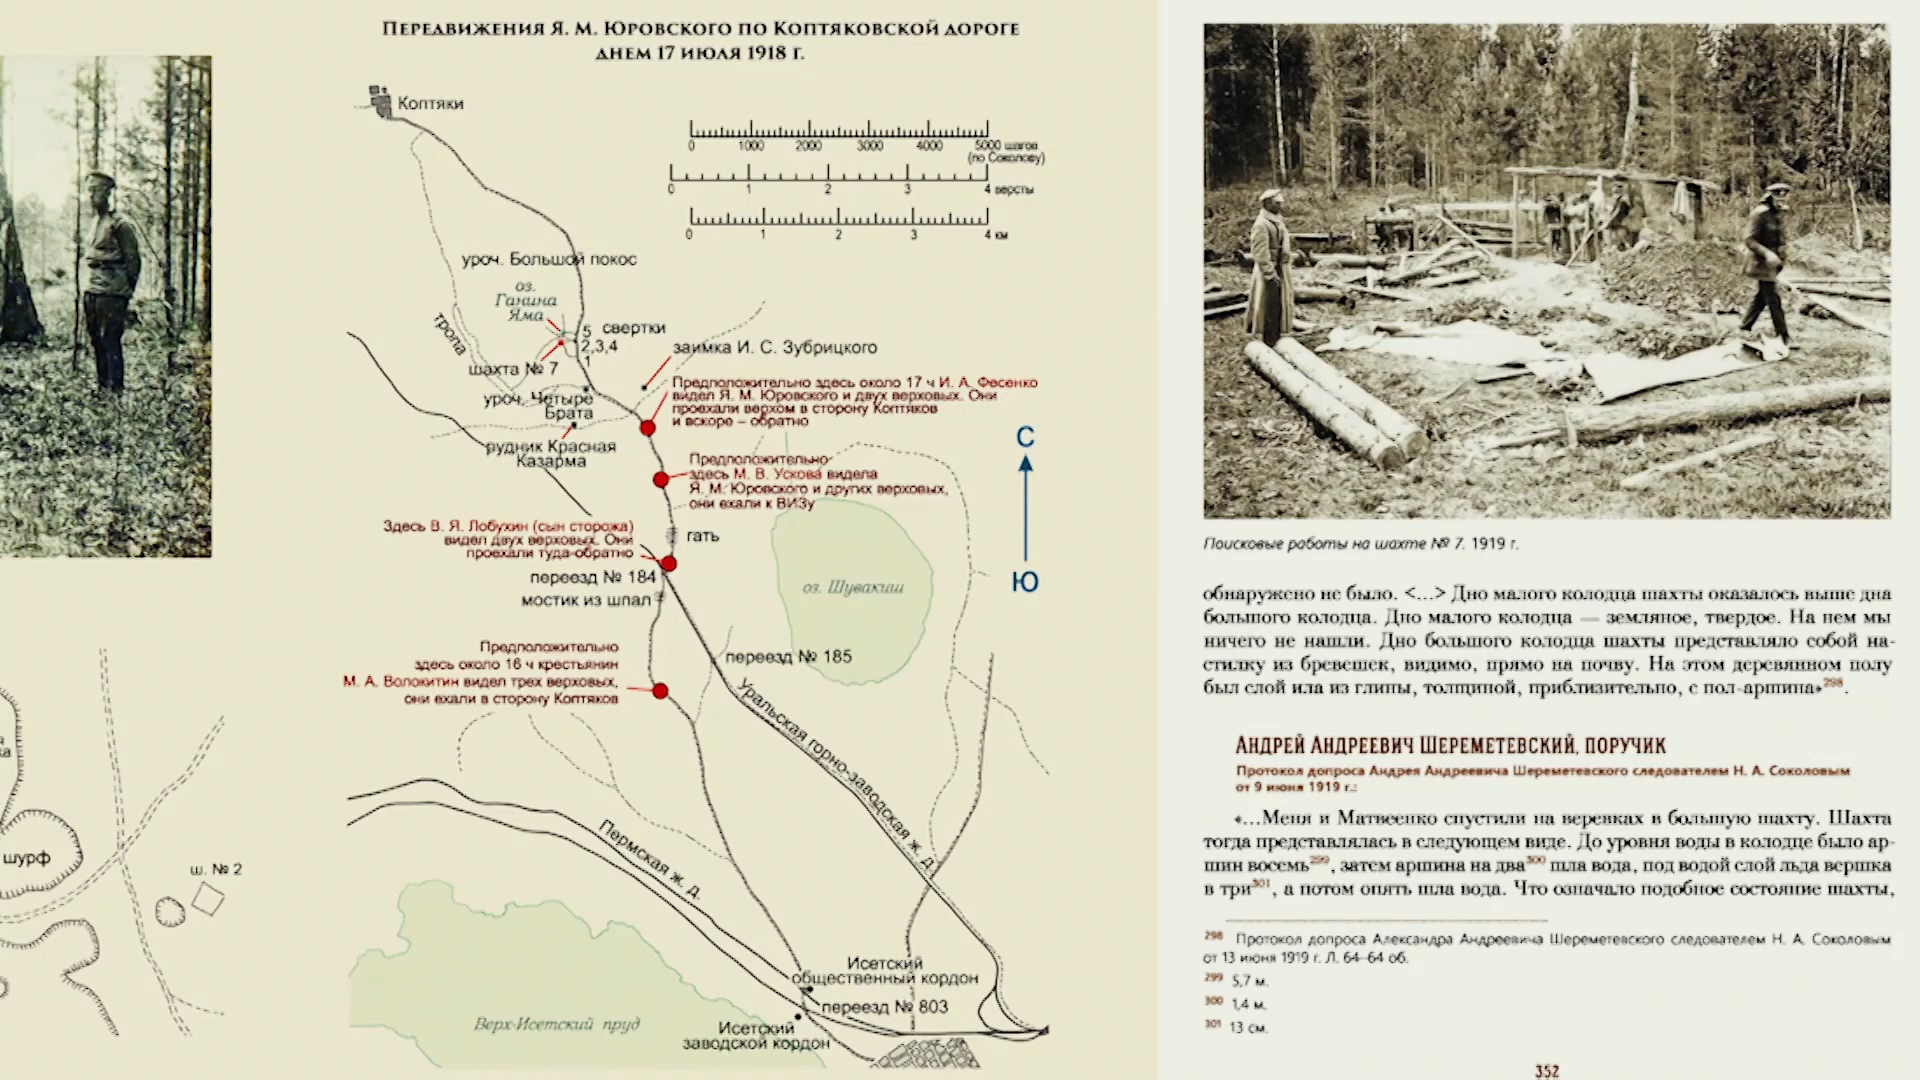 ПЕРЕДВИЖЕНИЯ Я. М. ЮРОВСКОГО ПО КОПТЯКОВСКОЙ ДОРОГЕ
ДНЕМ 17 ИЮЛЯ 1918 Г.
Коптяки
0 1000 2000 3000 4000 5000 шагов
(по Соколову)
0 1 2 3 4 версты
0 1 2 3 4 км
уроч. Большой покос
оз.
Ганина
Яма
тропа
5 свертки
2,3,4
1
шахта № 7
заимка И. С. Зубрицкого
Предположительно здесь около 17 ч И. А. Фесенко
видел Я. М. Юровского и двух верховых. Они
проехали верхом в сторону Коптяков
и вскоре – обратно
уроч. Четыре
Брата
рудник Красная
Казарма
С
Ю
Предположительно
здесь М. В. Ускова видела
Я. М. Юровского и других верховых,
они ехали к ВИЗу
Здесь В. Я. Лобухин (сын сторожа)
видел двух верховых. Они
проехали туда-обратно
гать
переезд № 184
мостик из шпал
оз. Шувакиш
Предположительно
здесь около 16 ч крестьянин
М. А. Волокитин видел трех верховых,
они ехали в сторону Коптяков
переезд № 185
Уральская горно-заводская ж. д.
Пермская ж. д.
Верх-Исетский пруд
Исетский
общественный кордон
переезд № 803
Исетский
заводской кордон
шурф
ш. № 2
Поисковые работы на шахте № 7. 1919 г.
обнаружено не было. <...> Дно малого колодца шахты оказалось выше дна
большого колодца. Дно малого колодца — земляное, твердое. На нем мы
ничего не нашли. Дно большого колодца шахты представляло собой на-
стилку из бревешек, видимо, прямо на почву. На этом деревянном полу
был слой ила из глины, толщиной, приблизительно, с пол-аршина»298.
АНДРЕЙ АНДРЕЕВИЧ ШЕРЕМЕТЕВСКИЙ, ПОРУЧИК
Протокол допроса Андрея Андреевича Шереметевского следователем Н. А. Соколовым
от 9 июня 1919 г.:
«...Меня и Матвеенко спустили на веревках в большую шахту. Шахта
тогда представлялась в следующем виде. До уровня воды в колодце было ар-
шин восемь299, затем аршина на два300 шла вода, под водой слой льда вершка
в три301, а потом опять шла вода. Что означало подобное состояние шахты,
298 Протокол допроса Александра Андреевича Шереметевского следователем Н. А. Соколовым
от 13 июня 1919 г. Л. 64–64 об.
299 5,7 м.
300 1,4 м.
301 13 см.
352